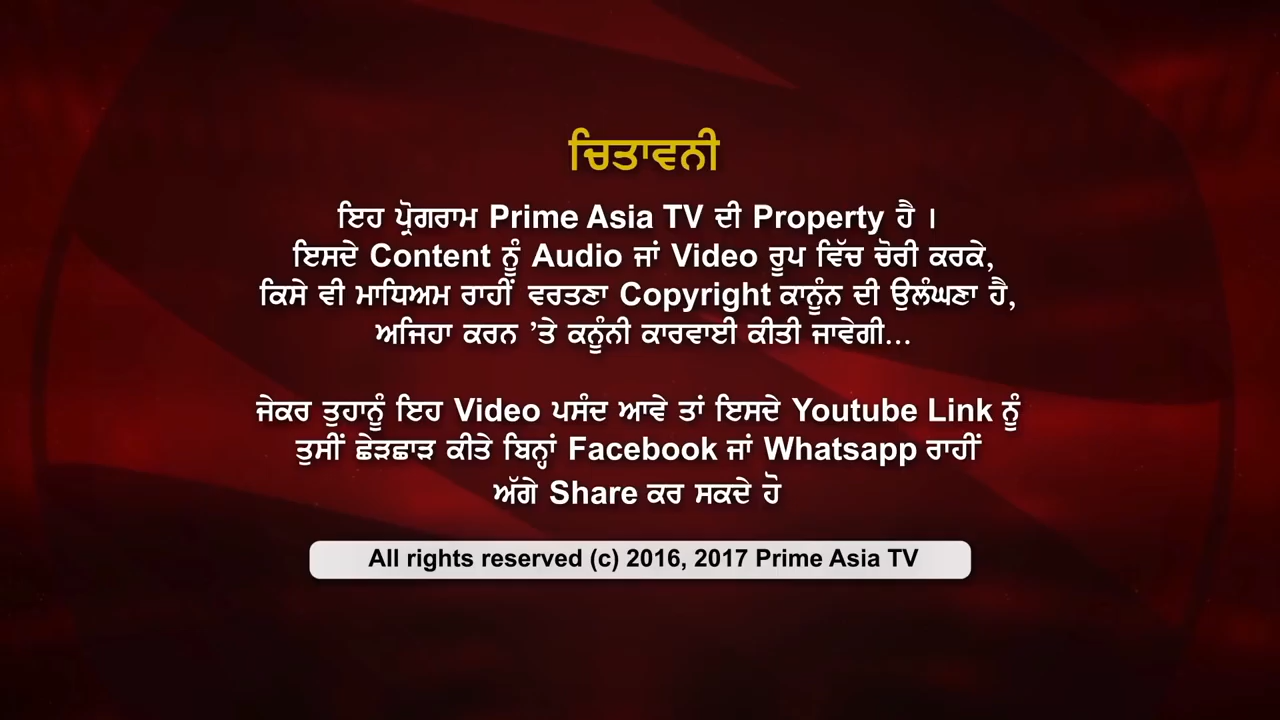 ਚਿਤਾਵਨੀ
ਇਹ ਪ੍ਰੋਗਰਾਮ Prime Asia TV ਦੀ Property ਹੈ ।
ਇਸਦੇ Content ਨੂੰ Audio ਜਾਂ Video ਰੂਪ ਵਿੱਚ ਚੋਰੀ ਕਰਕੇ,
ਕਿਸੇ ਵੀ ਮਾਧਿਅਮ ਰਾਹੀਂ ਵਰਤਣਾ Copyright ਕਾਨੂੰਨ ਦੀ ਉਲੰਘਣਾ ਹੈ,
ਅਜਿਹਾ ਕਰਨ ’ਤੇ ਕਨੂੰਨੀ ਕਾਰਵਾਈ ਕੀਤੀ ਜਾਵੇਗੀ...
ਜੇਕਰ ਤੁਹਾਨੂੰ ਇਹ Video ਪਸੰਦ ਆਵੇ ਤਾਂ ਇਸਦੇ Youtube Link ਨੂੰ
ਤੁਸੀਂ ਛੇੜਛਾੜ ਕੀਤੇ ਬਿਨ੍ਹਾਂ Facebook ਜਾਂ Whatsapp ਰਾਹੀਂ
ਅੱਗੇ Share ਕਰ ਸਕਦੇ ਹੋ
All rights reserved (c) 2016, 2017 Prime Asia TV